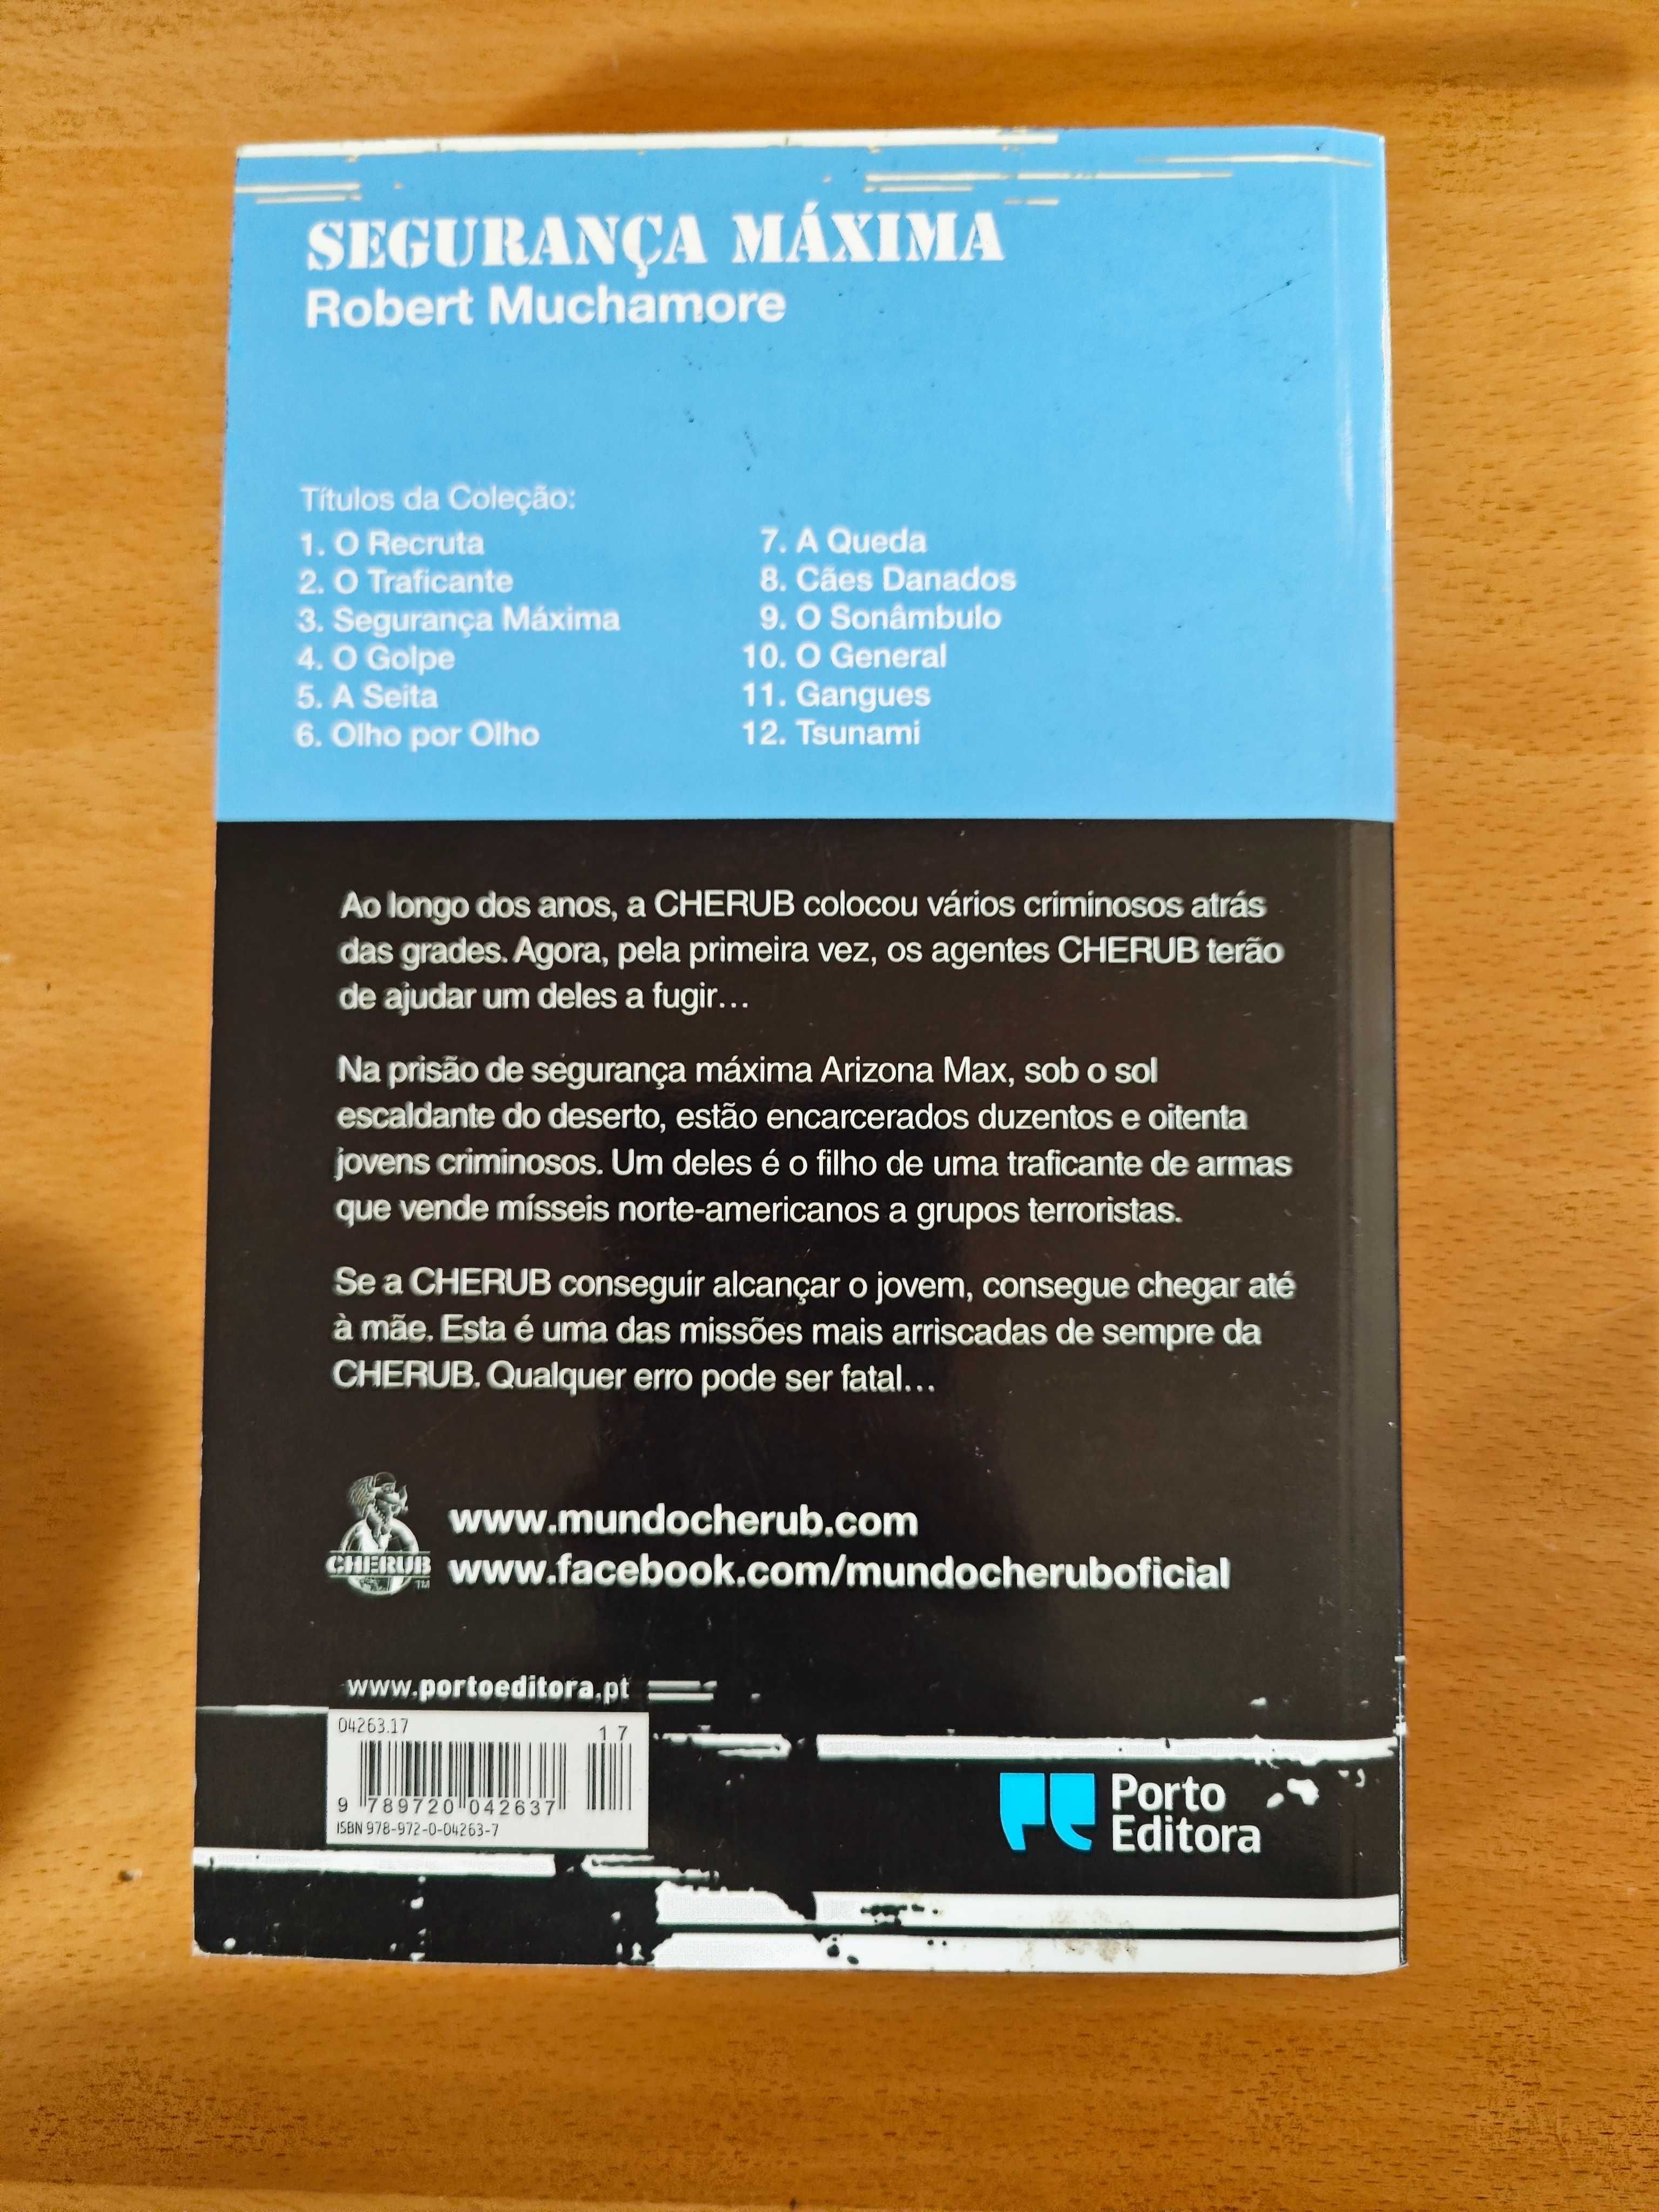 SEGURANÇA MÁXIMA
Robert Muchamore
Títulos da Coleção:
1. O Recruta
2. O Traficante
3. Segurança Máxima
4. O Golpe
5. A Seita
6. Olho por Olho
7. A Queda
8. Cães Danados
9. O Sonâmbulo
10. O General
11. Gangues
12. Tsunami
Ao longo dos anos, a CHERUB colocou vários criminosos atrás
das grades. Agora, pela primeira vez, os agentes CHERUB terão
de ajudar um deles a fugir...
Na prisão de segurança máxima Arizona Max, sob o sol
escaldante do deserto, estão encarcerados duzentos e oitenta
jovens criminosos. Um deles é o filho de uma traficante de armas
que vende mísseis norte-americanos a grupos terroristas.
Se a CHERUB conseguir alcançar o jovem, consegue chegar até
à mãe. Esta é uma das missões mais arriscadas de sempre da
CHERUB. Qualquer erro pode ser fatal...
CHERUB
TM
www.mundocherub.com
www.facebook.com/mundocheruboficial
www.portoeditora.pt
04263.17
17
9 789720 042637
ISBN 978-972-0-04263-7
Porto
Editora